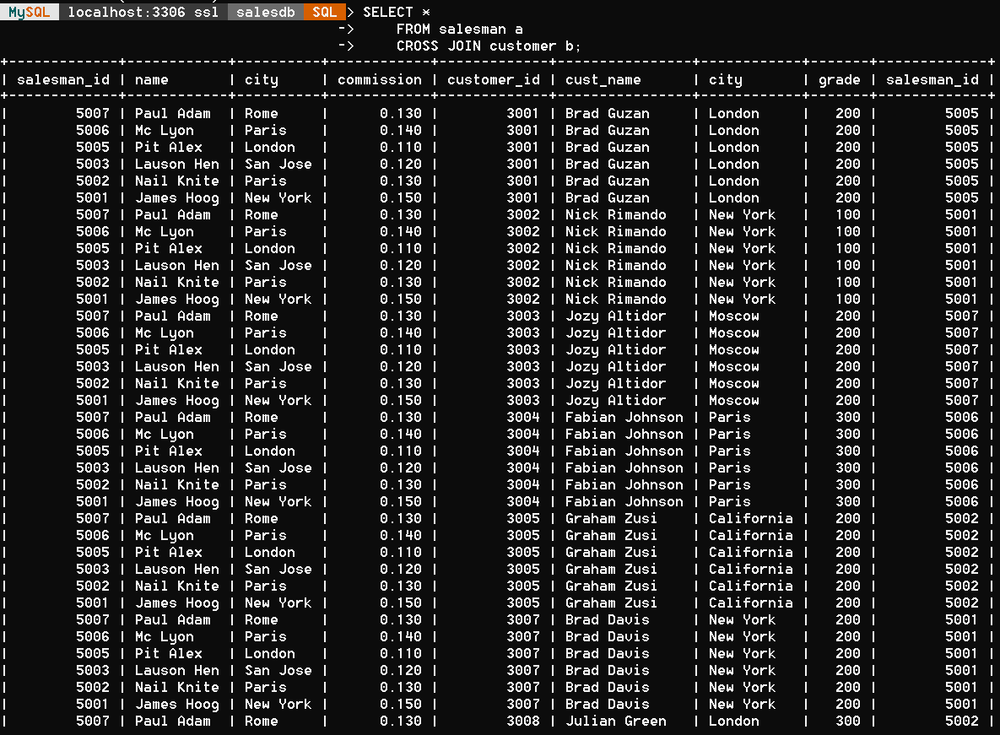 MySQL localhost:3306 ssl salesdb SQL > SELECT *
-> FROM salesman a
-> CROSS JOIN customer b;
+-------------+------------+----------+------------+-------------+----------------+------------+-------+-------------+
| salesman_id | name | city | commission | customer_id | cust_name | city | grade | salesman_id |
+-------------+------------+----------+------------+-------------+----------------+------------+-------+-------------+
| 5007 | Paul Adam | Rome | 0.130 | 3001 | Brad Guzan | London | 200 | 5005 |
| 5006 | Mc Lyon | Paris | 0.140 | 3001 | Brad Guzan | London | 200 | 5005 |
| 5005 | Pit Alex | London | 0.110 | 3001 | Brad Guzan | London | 200 | 5005 |
| 5003 | Lauson Hen | San Jose | 0.120 | 3001 | Brad Guzan | London | 200 | 5005 |
| 5002 | Nail Knite | Paris | 0.130 | 3001 | Brad Guzan | London | 200 | 5005 |
| 5001 | James Hoog | New York | 0.150 | 3001 | Brad Guzan | London | 200 | 5005 |
| 5007 | Paul Adam | Rome | 0.130 | 3002 | Nick Rimando | New York | 100 | 5001 |
| 5006 | Mc Lyon | Paris | 0.140 | 3002 | Nick Rimando | New York | 100 | 5001 |
| 5005 | Pit Alex | London | 0.110 | 3002 | Nick Rimando | New York | 100 | 5001 |
| 5003 | Lauson Hen | San Jose | 0.120 | 3002 | Nick Rimando | New York | 100 | 5001 |
| 5002 | Nail Knite | Paris | 0.130 | 3002 | Nick Rimando | New York | 100 | 5001 |
| 5001 | James Hoog | New York | 0.150 | 3002 | Nick Rimando | New York | 100 | 5001 |
| 5007 | Paul Adam | Rome | 0.130 | 3003 | Jozy Altidor | Moscow | 200 | 5007 |
| 5006 | Mc Lyon | Paris | 0.140 | 3003 | Jozy Altidor | Moscow | 200 | 5007 |
| 5005 | Pit Alex | London | 0.110 | 3003 | Jozy Altidor | Moscow | 200 | 5007 |
| 5003 | Lauson Hen | San Jose | 0.120 | 3003 | Jozy Altidor | Moscow | 200 | 5007 |
| 5002 | Nail Knite | Paris | 0.130 | 3003 | Jozy Altidor | Moscow | 200 | 5007 |
| 5001 | James Hoog | New York | 0.150 | 3003 | Jozy Altidor | Moscow | 200 | 5007 |
| 5007 | Paul Adam | Rome | 0.130 | 3004 | Fabian Johnson | Paris | 300 | 5006 |
| 5006 | Mc Lyon | Paris | 0.140 | 3004 | Fabian Johnson | Paris | 300 | 5006 |
| 5005 | Pit Alex | London | 0.110 | 3004 | Fabian Johnson | Paris | 300 | 5006 |
| 5003 | Lauson Hen | San Jose | 0.120 | 3004 | Fabian Johnson | Paris | 300 | 5006 |
| 5002 | Nail Knite | Paris | 0.130 | 3004 | Fabian Johnson | Paris | 300 | 5006 |
| 5001 | James Hoog | New York | 0.150 | 3004 | Fabian Johnson | Paris | 300 | 5006 |
| 5007 | Paul Adam | Rome | 0.130 | 3005 | Graham Zusi | California | 200 | 5002 |
| 5006 | Mc Lyon | Paris | 0.140 | 3005 | Graham Zusi | California | 200 | 5002 |
| 5005 | Pit Alex | London | 0.110 | 3005 | Graham Zusi | California | 200 | 5002 |
| 5003 | Lauson Hen | San Jose | 0.120 | 3005 | Graham Zusi | California | 200 | 5002 |
| 5002 | Nail Knite | Paris | 0.130 | 3005 | Graham Zusi | California | 200 | 5002 |
| 5001 | James Hoog | New York | 0.150 | 3005 | Graham Zusi | California | 200 | 5002 |
| 5007 | Paul Adam | Rome | 0.130 | 3007 | Brad Davis | New York | 200 | 5001 |
| 5006 | Mc Lyon | Paris | 0.140 | 3007 | Brad Davis | New York | 200 | 5001 |
| 5005 | Pit Alex | London | 0.110 | 3007 | Brad Davis | New York | 200 | 5001 |
| 5003 | Lauson Hen | San Jose | 0.120 | 3007 | Brad Davis | New York | 200 | 5001 |
| 5002 | Nail Knite | Paris | 0.130 | 3007 | Brad Davis | New York | 200 | 5001 |
| 5001 | James Hoog | New York | 0.150 | 3007 | Brad Davis | New York | 200 | 5001 |
| 5007 | Paul Adam | Rome | 0.130 | 3008 | Julian Green | London | 300 | 5002 |